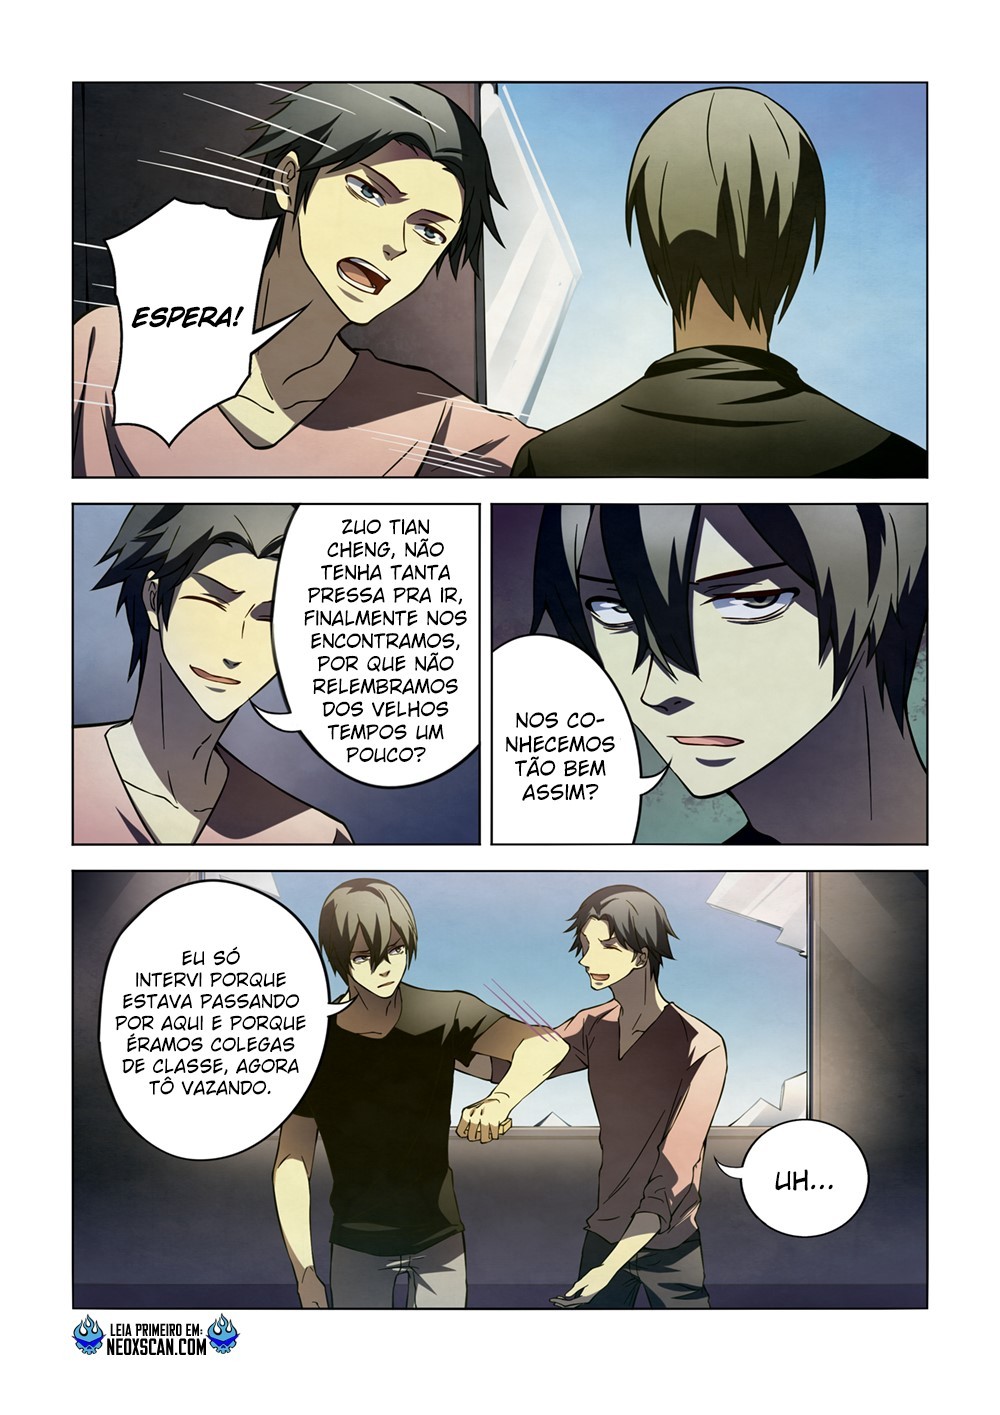 ESPERA!
ZUO TIAN
CHENG, NÃO
TENHA TANTA
PRESSA PRA IR,
FINALMENTE NOS
ENCONTRAMOS,
POR QUE NÃO
RELEMBRAMOS
DOS VELHOS
TEMPOS UM
POUCO?
NOS CO-
NHECEMOS
TÃO BEM
ASSIM?
EU SÓ
INTERVI PORQUE
ESTAVA PASSANDO
POR AQUI E PORQUE
ÉRAMOS COLEGAS
DE CLASSE, AGORA
TÔ VAZANDO.
UH...
LEIA PRIMEIRO EM:
NEOXSCAN.COM